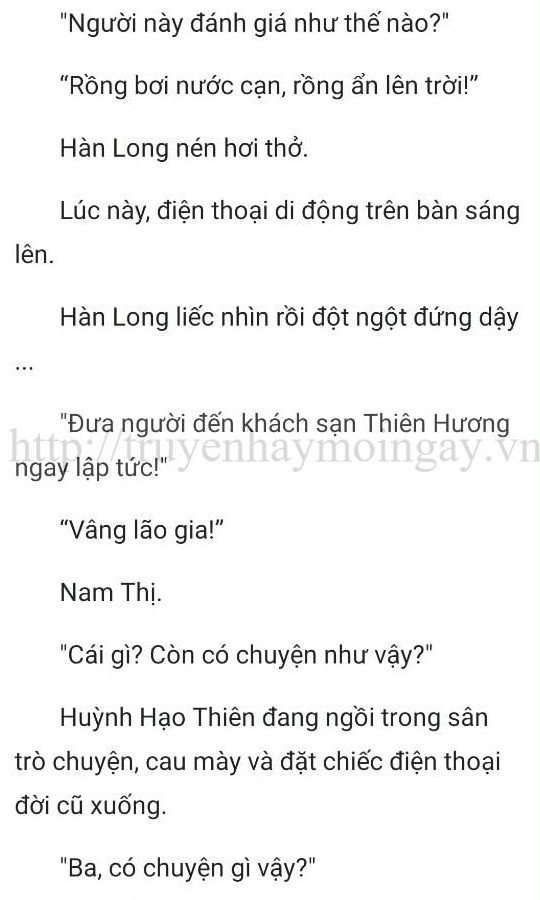 "Người này đánh giá như thế nào?"
“Rồng bơi nước cạn, rồng ẩn lên trời!”
Hàn Long nén hơi thở.
Lúc này, điện thoại di động trên bàn sáng
lên.
Hàn Long liếc nhìn rồi đột ngột đứng dậy
...
"Đưa người đến khách sạn Thiên Hương
http://truyenhaymoingay.vn
ngay lập tức!"
“Vâng lão gia!”
Nam Thị.
"Cái gì? Còn có chuyện như vậy?"
Huỳnh Hạo Thiên đang ngồi trong sân
trò chuyện, cau mày và đặt chiếc điện thoại
đời cũ xuống.
"Ba, có chuyện gì vậy?"